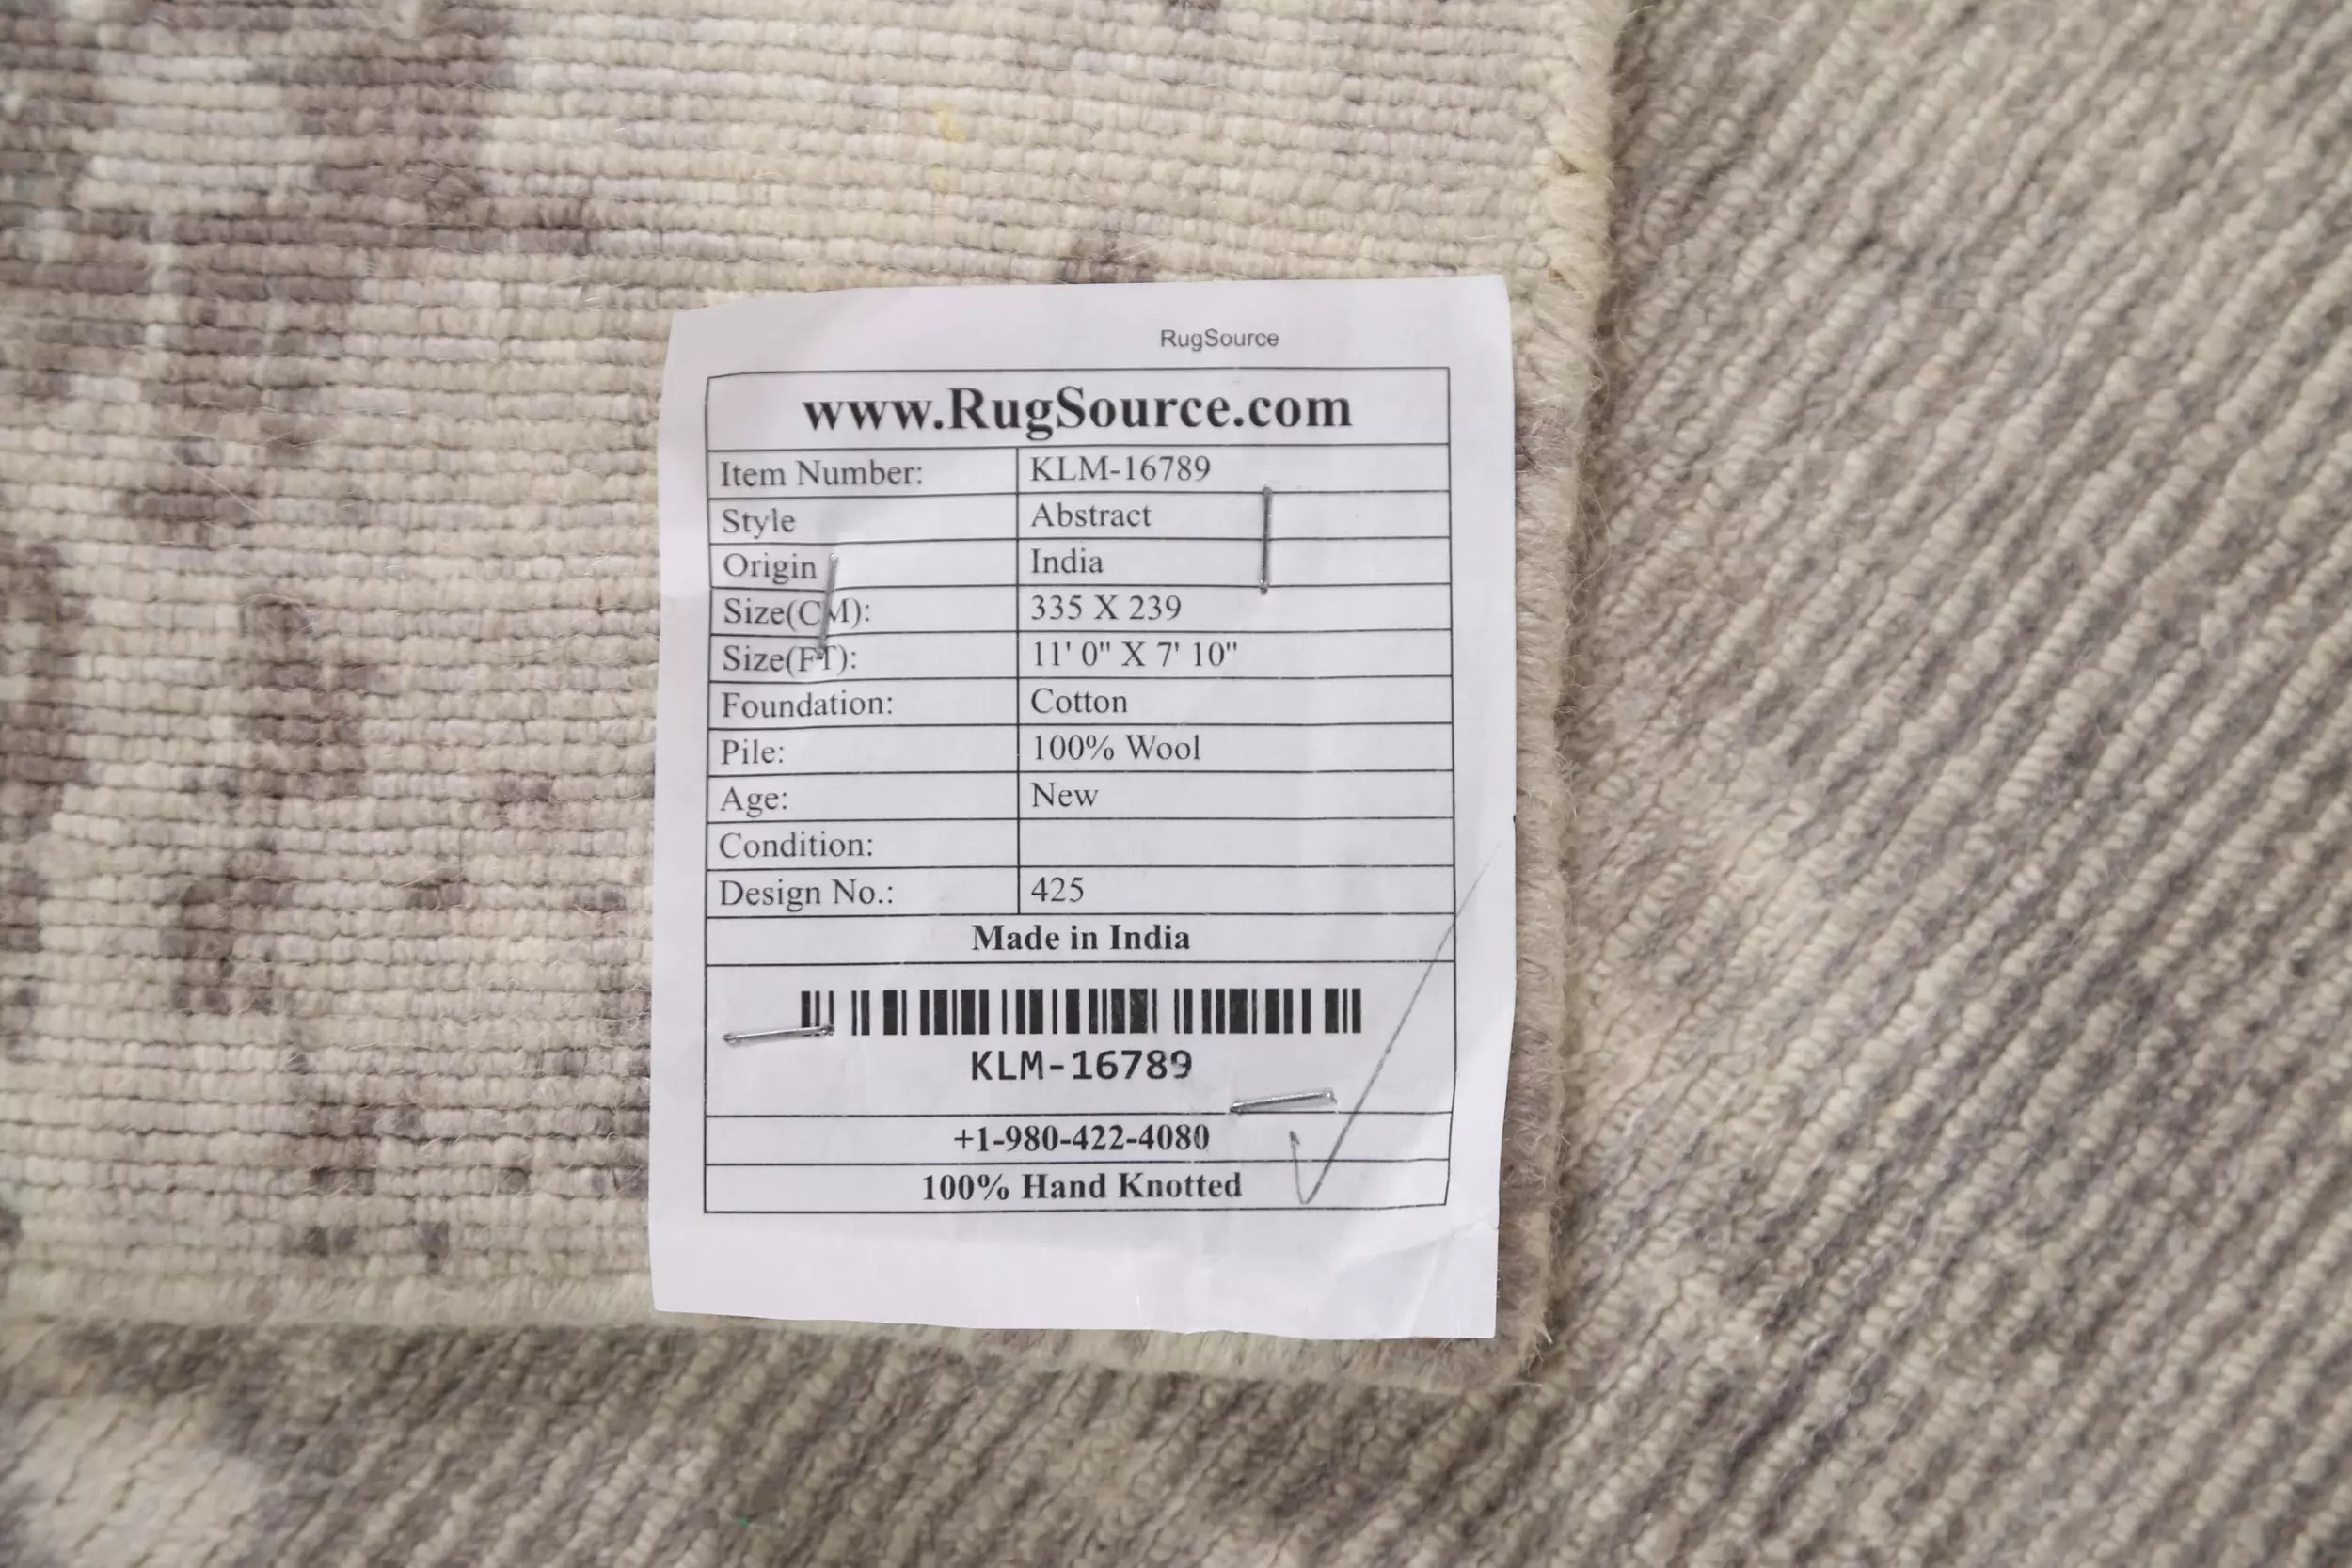 RugSource
www.RugSource.com
Item Number: KLM-16789
Style Abstract
Origin India
Size(CM): 335 X 239
Size(FT): 11' 0" X 7' 10"
Foundation: Cotton
Pile: 100% Wool
Age: New
Condition:
Design No.: 425
Made in India
KLM-16789
+1-980-422-4080
100% Hand Knotted